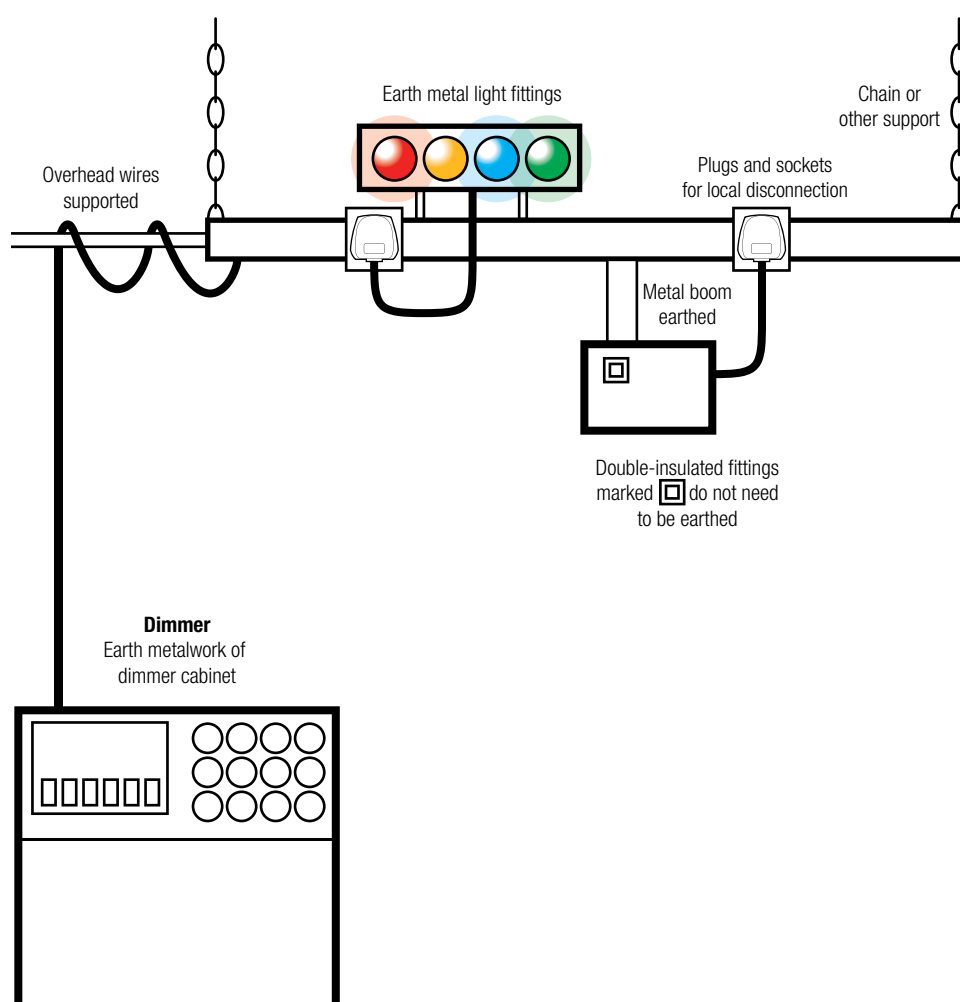 Earth metal light fittings
Chain or
other support
Overhead wires
supported
Plugs and sockets
for local disconnection
Metal boom
earthed
Double-insulated fittings
marked do not need
to be earthed
Dimmer
Earth metalwork of
dimmer cabinet